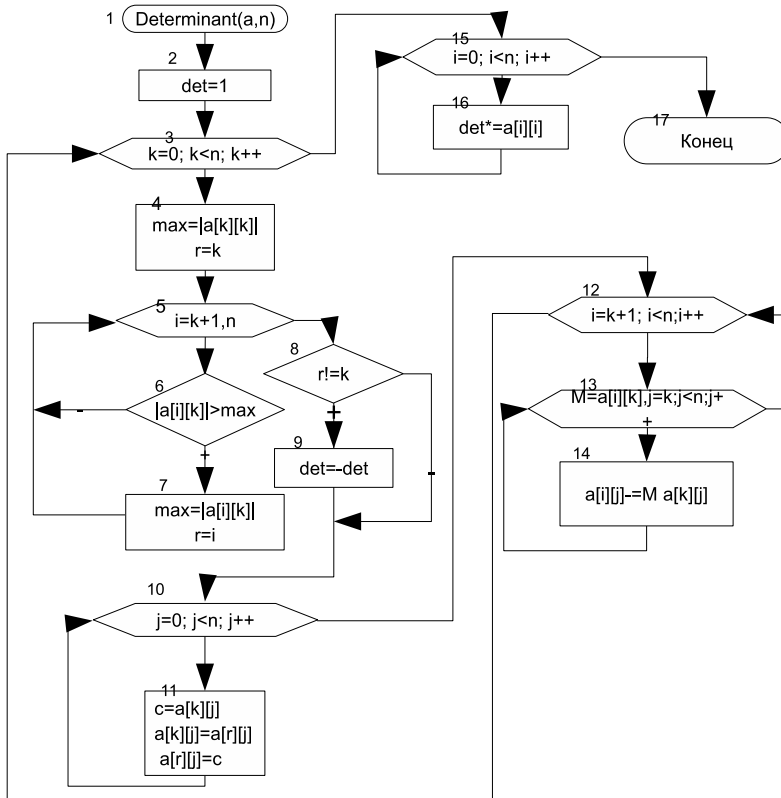 1
Determinant(a,n)
2
det=1
3
k=0; k<n; k++
4
max=|a[k][k]|
r=k
5
i=k+1,n
6
|a[i][k]|>max
-
+
7
max=|a[i][k]|
r=i
8
r!=k
+
-
9
det=-det
10
j=0; j<n; j++
11
c=a[k][j]
a[k][j]=a[r][j]
a[r][j]=c
12
i=k+1; i<n;i++
13
M=a[i][k],j=k;j<n;j+
+
14
a[i][j]-=M a[k][j]
15
i=0; i<n; i++
16
det*=a[i][i]
17
Конец